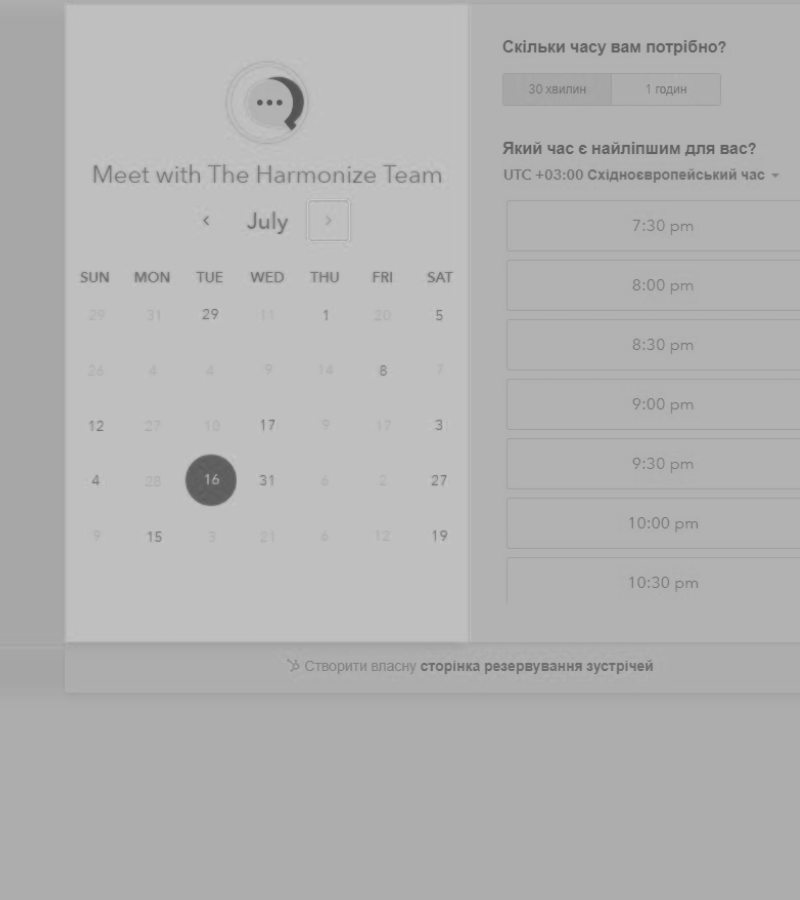 Meet with The Harmonize Team
July
SUN MON TUE WED THU FRI SAT
29 31 29 11 1 20 5
26 4 4 9 14 8 7
12 27 10 17 9 17 3
4 28 16 31 6 2 27
9 15 3 21 6 12 19
Скільки часу вам потрібно?
30 хвилин 1 годин
Який час є найліпшим для вас?
UTC +03:00 Східноєвропейський час
7:30 pm
8:00 pm
8:30 pm
9:00 pm
9:30 pm
10:00 pm
10:30 pm
Створити власну сторінка резервування зустрічей